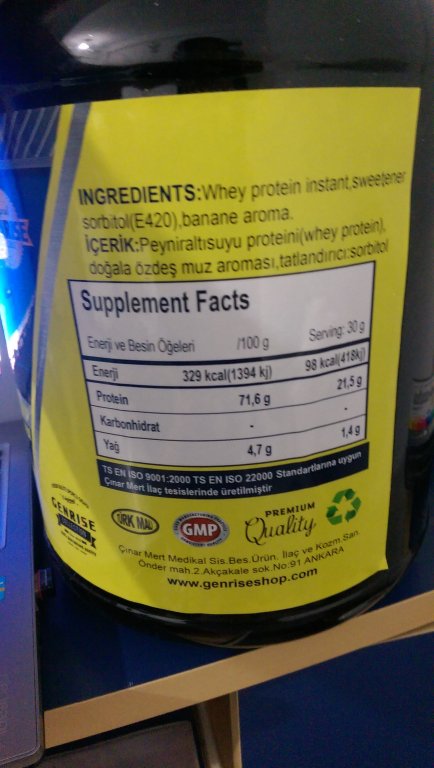 INGREDIENTS:Whey protein instant,sweetener
sorbitol(E420),banane aroma.
İÇERİK:Peyniraltısuyu proteini(whey protein),
doğala özdeş muz aroması,tatlandırıcı:sorbitol
Supplement Facts
Enerji ve Besin Öğeleri /100 g Serving: 30 g
Enerji 329 kcal(1394 kj) 98 kcal(418kj)
Protein 71,6 g 21,5 g
Karbonhidrat - -
Yağ 4,7 g 1,4 g
TS EN ISO 9001:2000 TS EN ISO 22000 Standartlarına uygun
Çınar Mert İlaç tesislerinde üretilmiştir
GENRISE
TÜRK MALI
GMP
PREMIUM
Quality
Çınar Mert Medikal Sis.Bes.Ürün. İlaç ve Kozm.San.
Önder mah.2.Akçakale sok.No:91 ANKARA
www.genriseshop.com